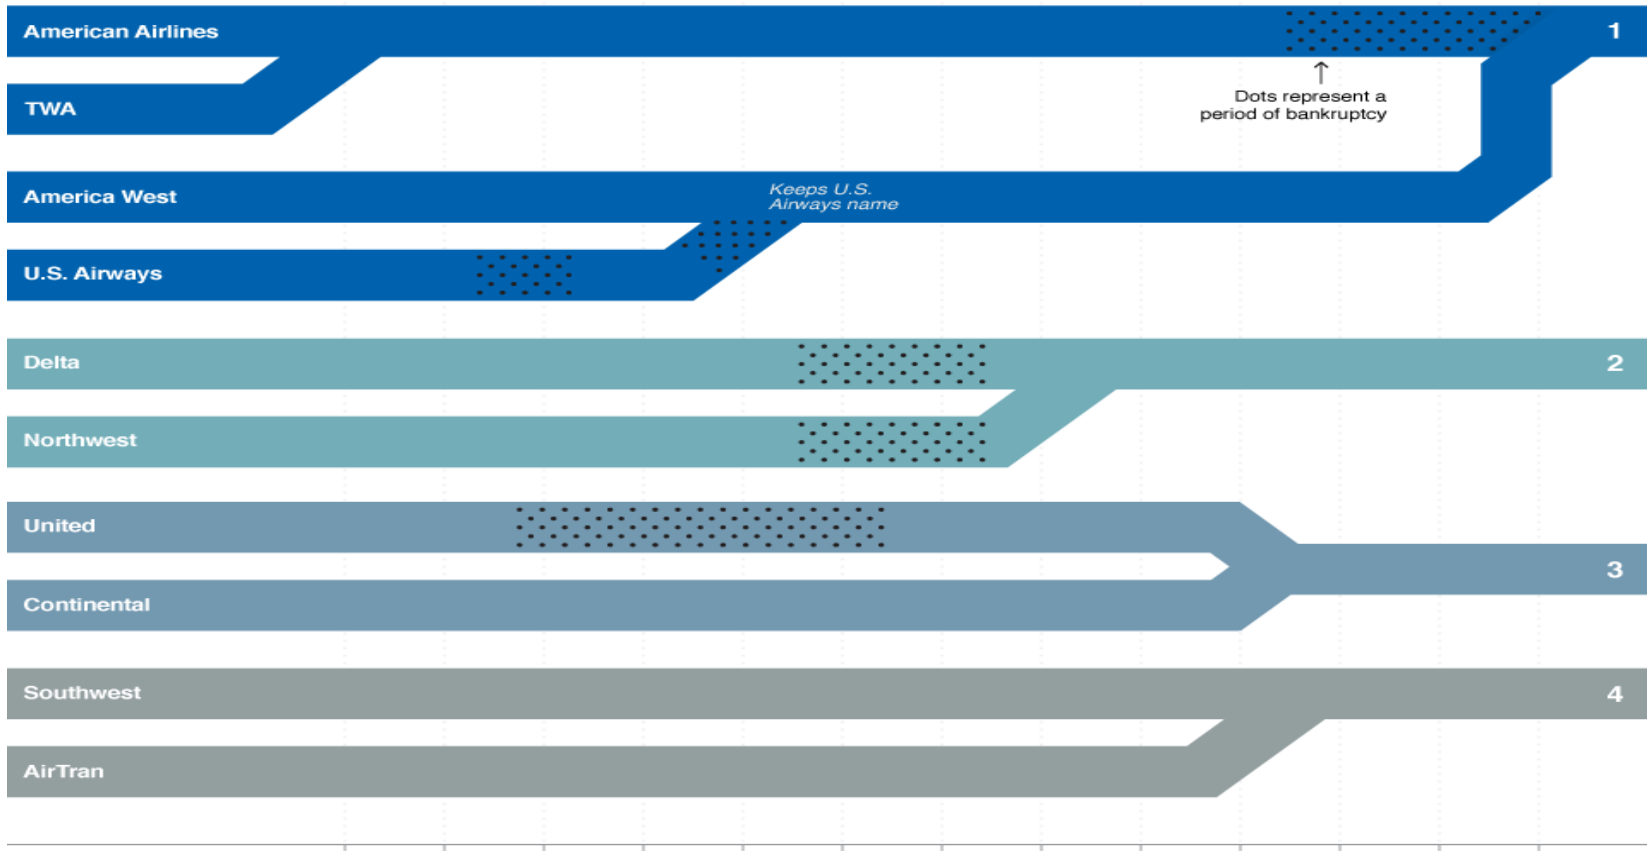 American Airlines
1
Dots represent a
period of bankruptcy
TWA
America West
Keeps U.S.
Airways name
U.S. Airways
Delta
2
Northwest
United
3
Continental
Southwest
4
AirTran